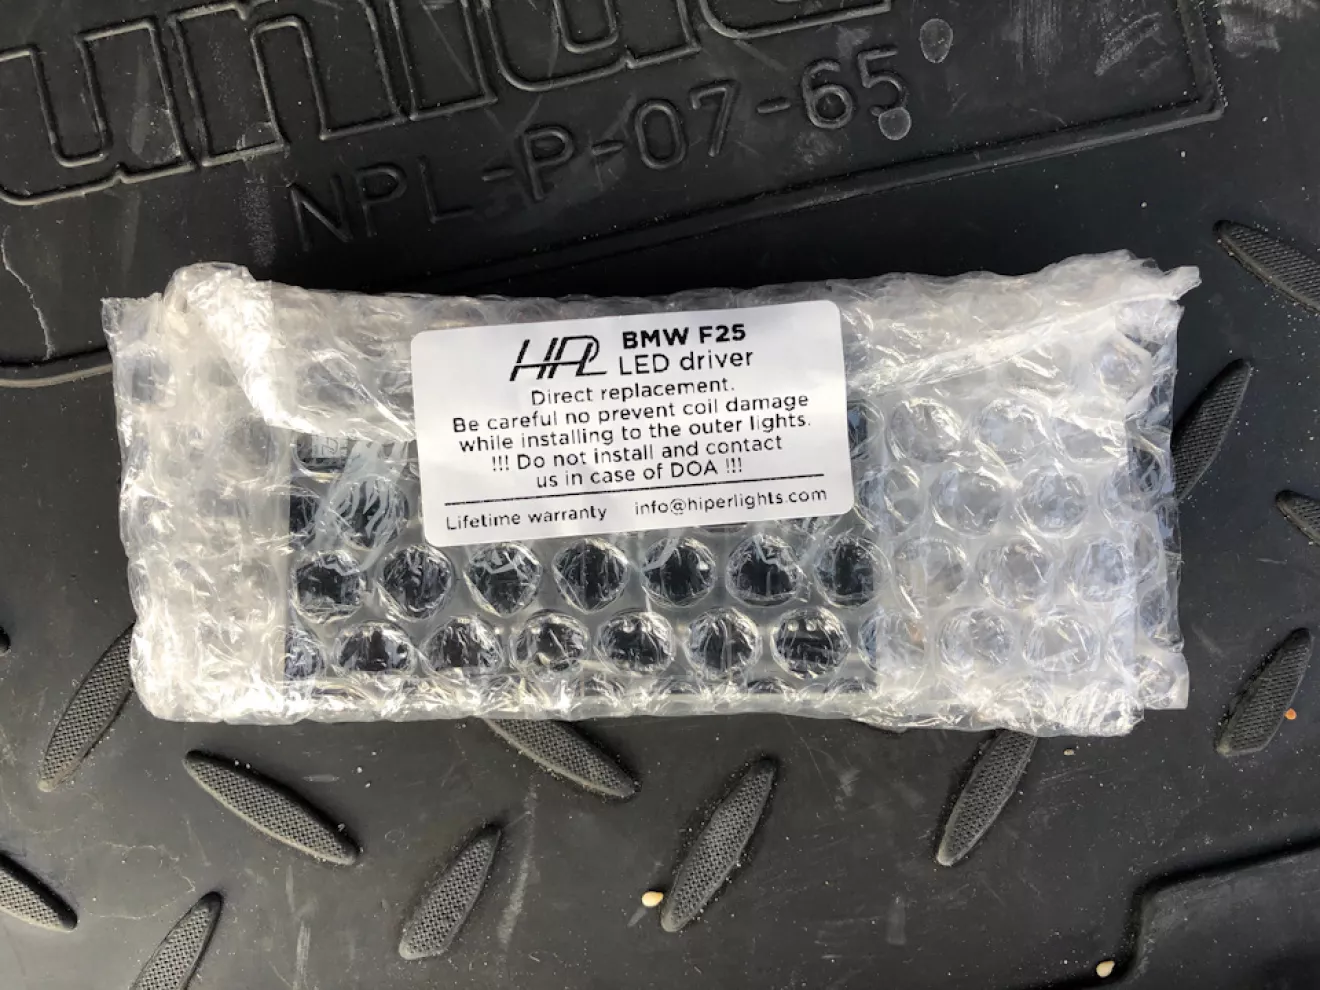 NPL-P-07-65
HPL BMW F25
LED driver
Direct replacement.
Be careful no prevent coil damage
while installing to the outer lights.
!!! Do not install and contact
us in case of DOA !!!
Lifetime warranty info@hiperlights.com